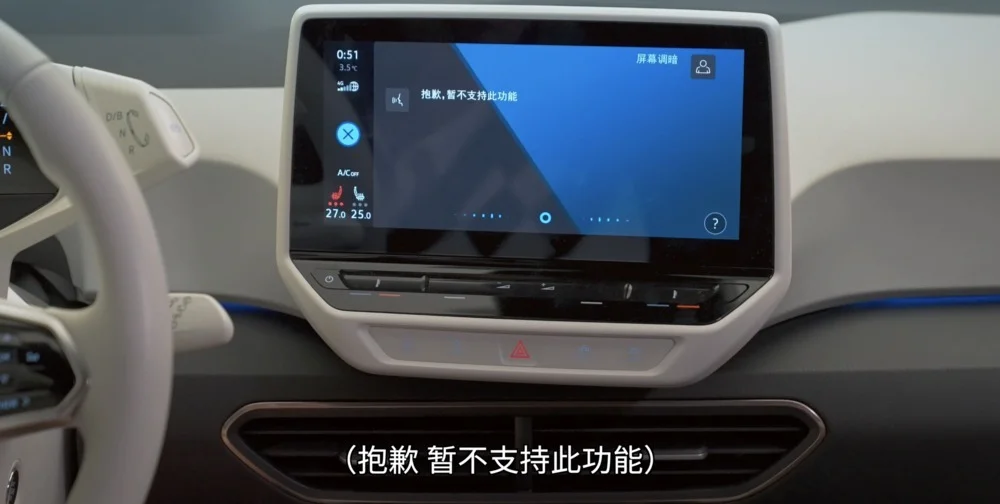 0:51
3.5℃
4G
屏幕调暗
抱歉，暂不支持此功能
A/C OFF
27.0 25.0
?
D/B
N
R
N
R
（抱歉 暂不支持此功能）